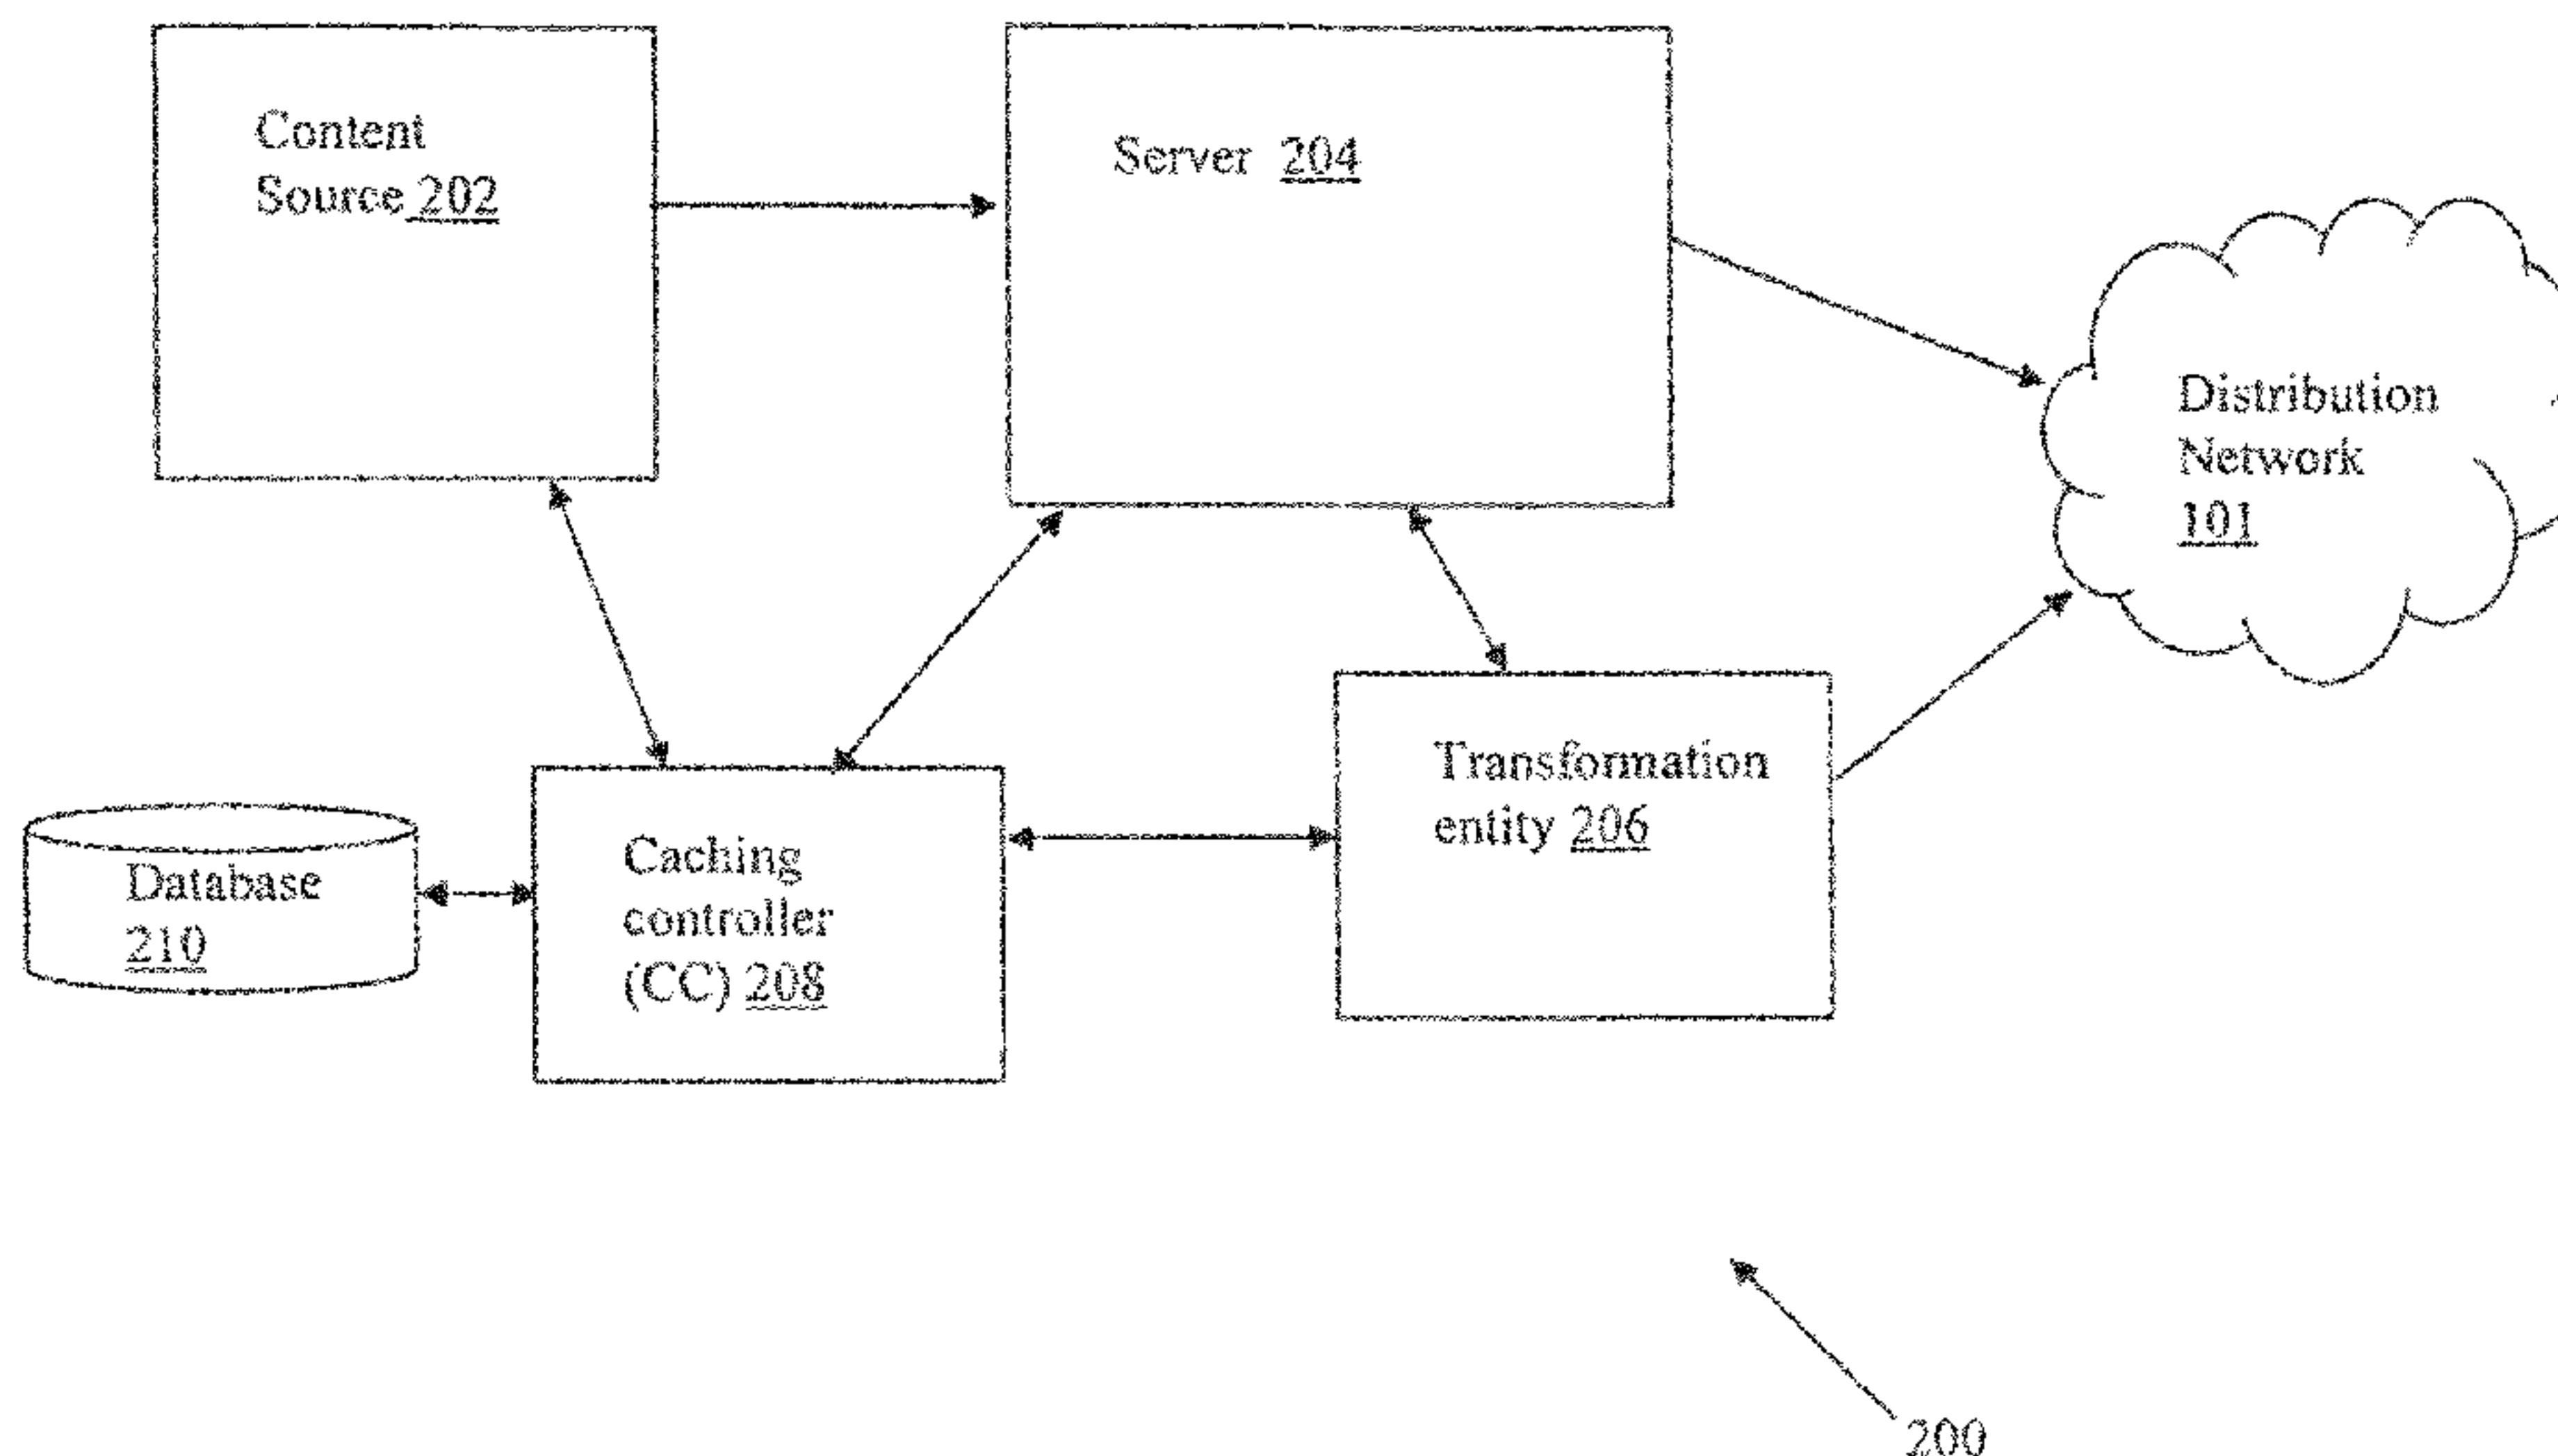 Content
Source 202
Server 204
Distribution
Network
101
Transformation
entity 206
Caching
controller
(CC) 208
Database
210
200